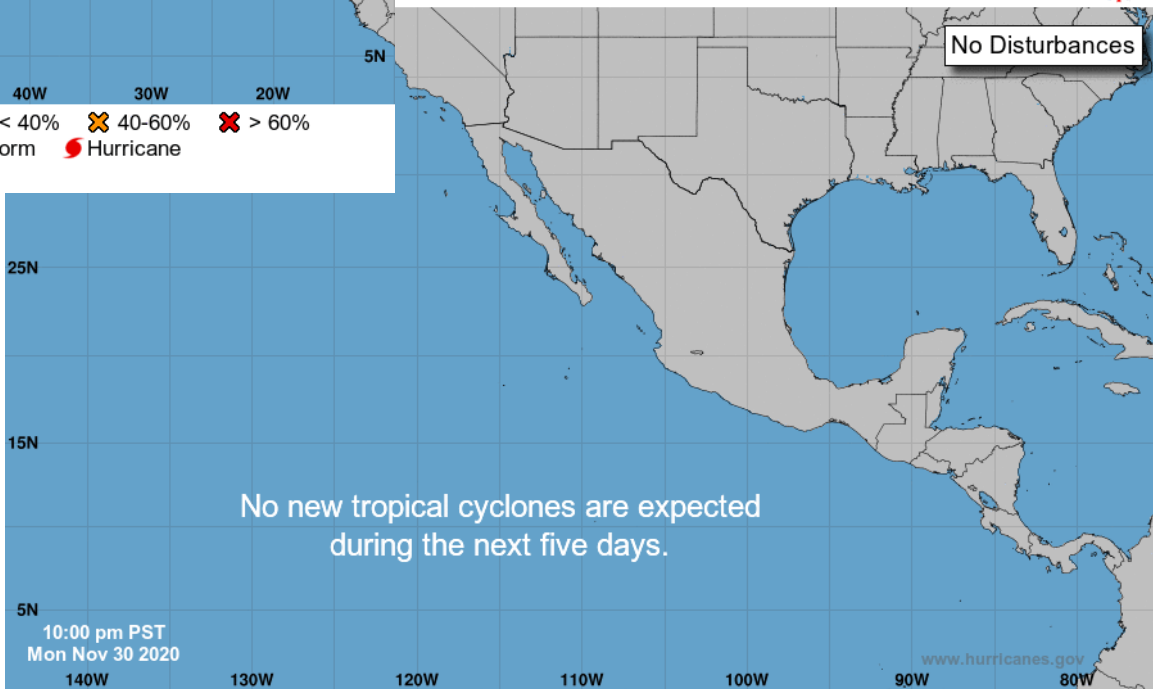 No Disturbances
5N
40W 30W 20W
< 40% 40-60% > 60%
orm Hurricane
25N
15N
No new tropical cyclones are expected
during the next five days.
5N
10:00 pm PST
Mon Nov 30 2020
www.hurricanes.gov
140W 130W 120W 110W 100W 90W 80W